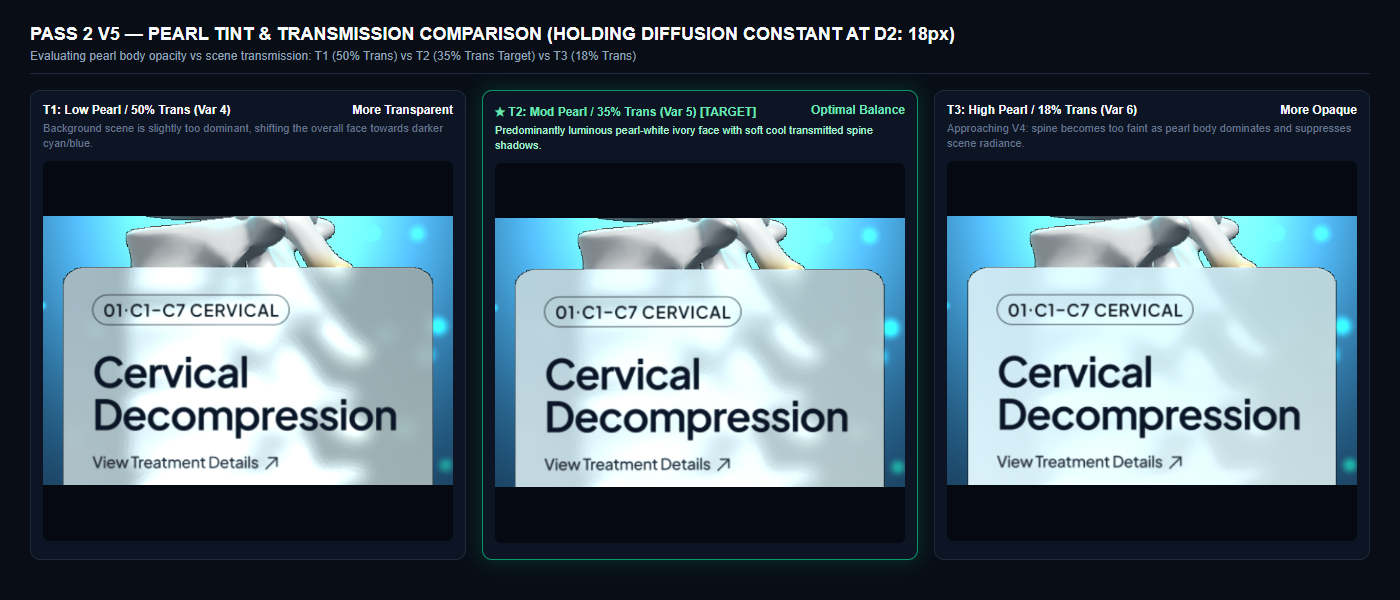 PASS 2 V5 — PEARL TINT & TRANSMISSION COMPARISON (HOLDING DIFFUSION CONSTANT AT D2: 18px)
Evaluating pearl body opacity vs scene transmission: T1 (50% Trans) vs T2 (35% Trans Target) vs T3 (18% Trans)
T1: Low Pearl / 50% Trans (Var 4) More Transparent
Background scene is slightly too dominant, shifting the overall face towards darker
cyan/blue.
01·C1–C7 CERVICAL
Cervical
Decompression
View Treatment Details ↗
★ T2: Mod Pearl / 35% Trans (Var 5) [TARGET] Optimal Balance
Predominantly luminous pearl-white ivory face with soft cool transmitted spine
shadows.
01·C1–C7 CERVICAL
Cervical
Decompression
View Treatment Details ↗
T3: High Pearl / 18% Trans (Var 6) More Opaque
Approaching V4: spine becomes too faint as pearl body dominates and suppresses
scene radiance.
01·C1–C7 CERVICAL
Cervical
Decompression
View Treatment Details ↗